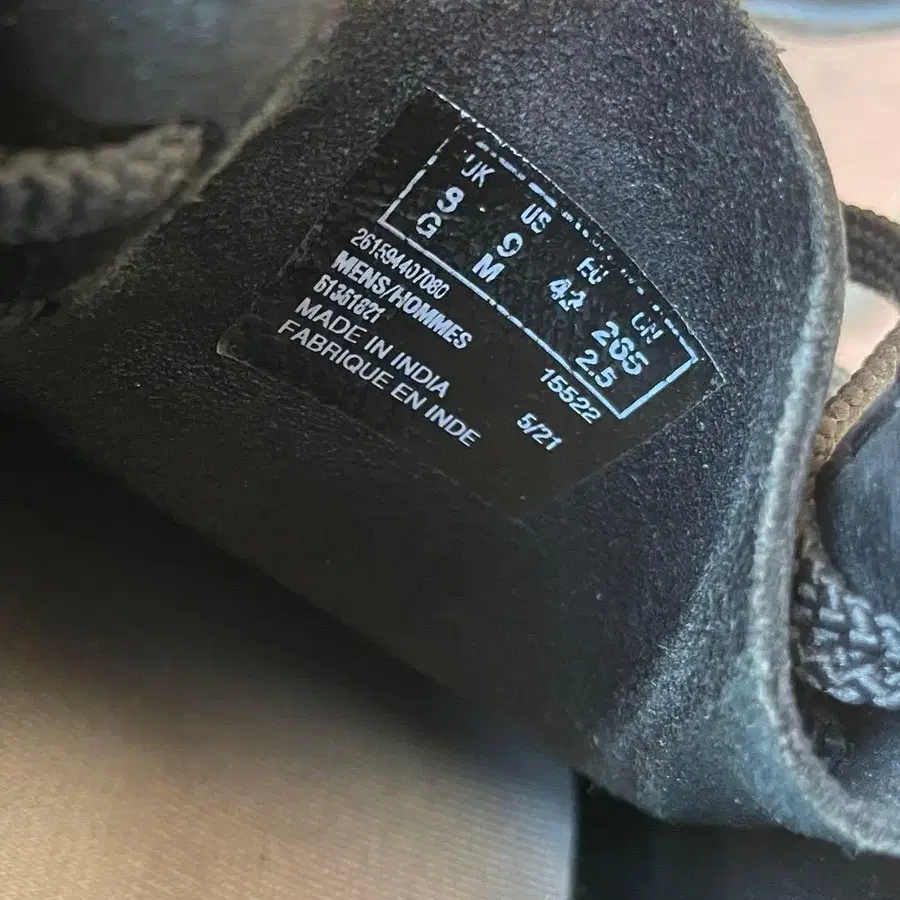 UK US EU CN
8 9 42 265
G M 2.5
261594407080 15522
MENS/HOMMES 5/21
MADE IN INDIA
FABRIQUE EN INDE